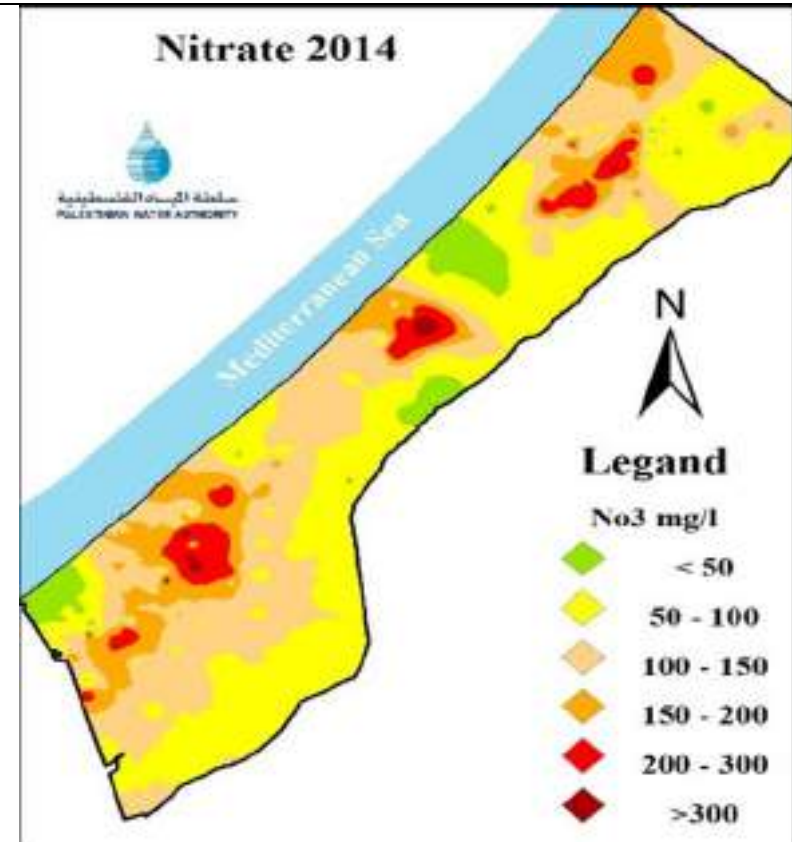 Nitrate 2014
سلطة المياه الفلسطينية
PALESTINIAN WATER AUTHORITY
Mediterranean Sea
N
Legand
No3 mg/l
< 50
50 - 100
100 - 150
150 - 200
200 - 300
>300